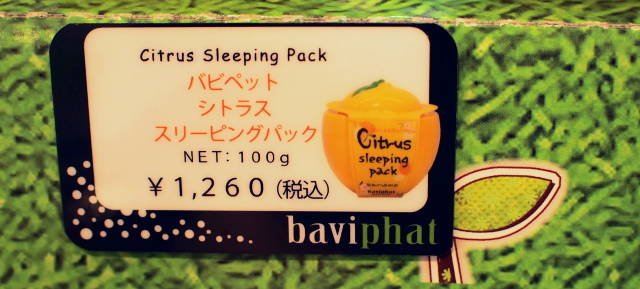 Citrus Sleeping Pack
バビペット
シトラス
スリーピングパック
NET: 100g
¥1,260 (税込)
Citrus
sleeping
pack
baviphat
baviphat